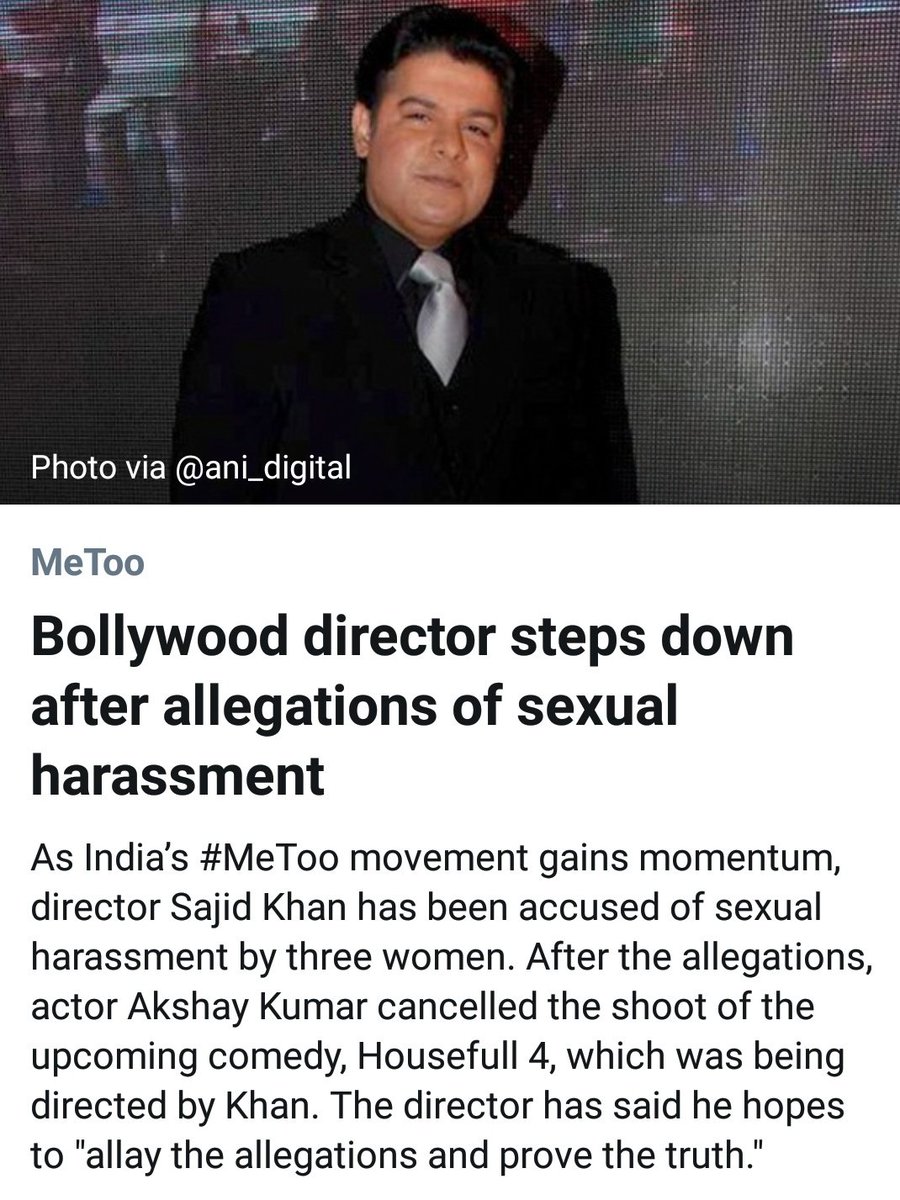 Photo via @ani_digital
MeToo
Bollywood director steps down
after allegations of sexual
harassment
As India’s #MeToo movement gains momentum,
director Sajid Khan has been accused of sexual
harassment by three women. After the allegations,
actor Akshay Kumar cancelled the shoot of the
upcoming comedy, Housefull 4, which was being
directed by Khan. The director has said he hopes
to "allay the allegations and prove the truth."